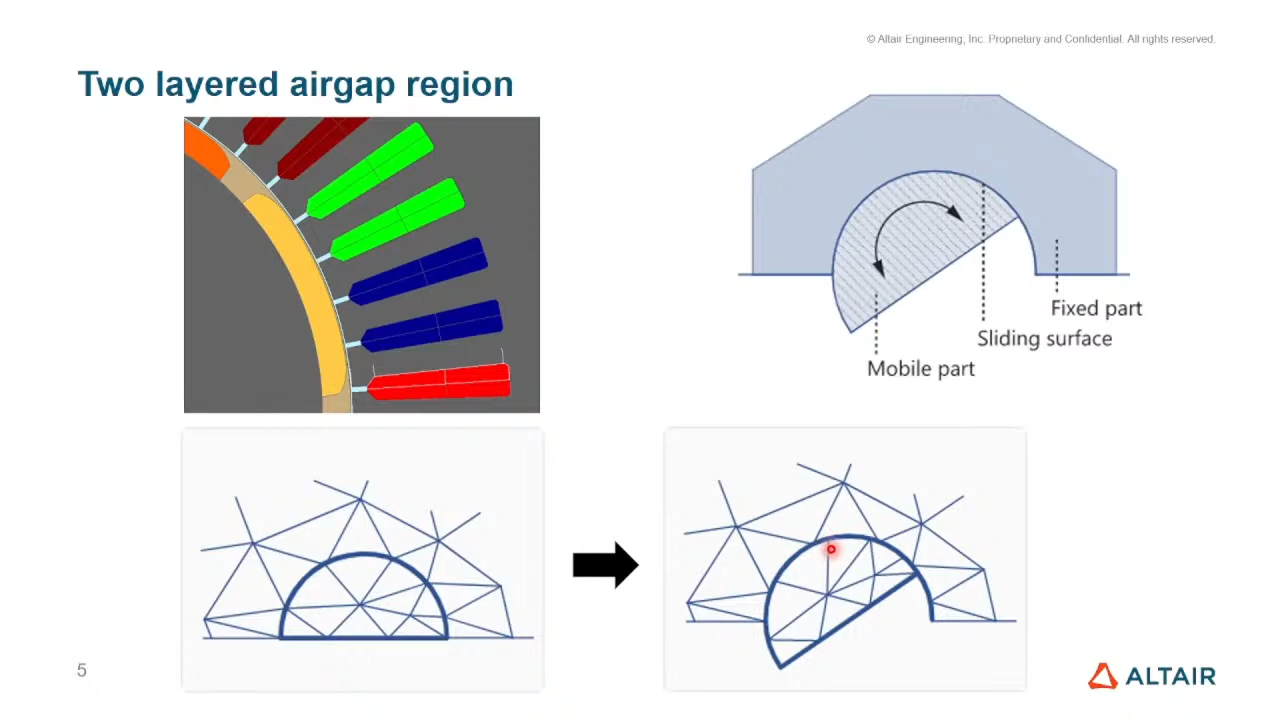 © Altair Engineering, Inc. Proprietary and Confidential. All rights reserved.
Two layered airgap region
Fixed part
Sliding surface
Mobile part
5
ALTAIR